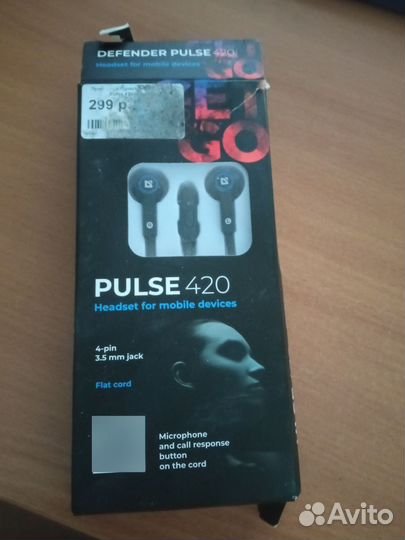 DEFENDER PULSE 420
Headset for mobile devices
299 р
GO
GO
PULSE 420
Headset for mobile devices
4-pin
3.5 mm jack
Flat cord
Microphone
and call response
button
on the cord
Avito